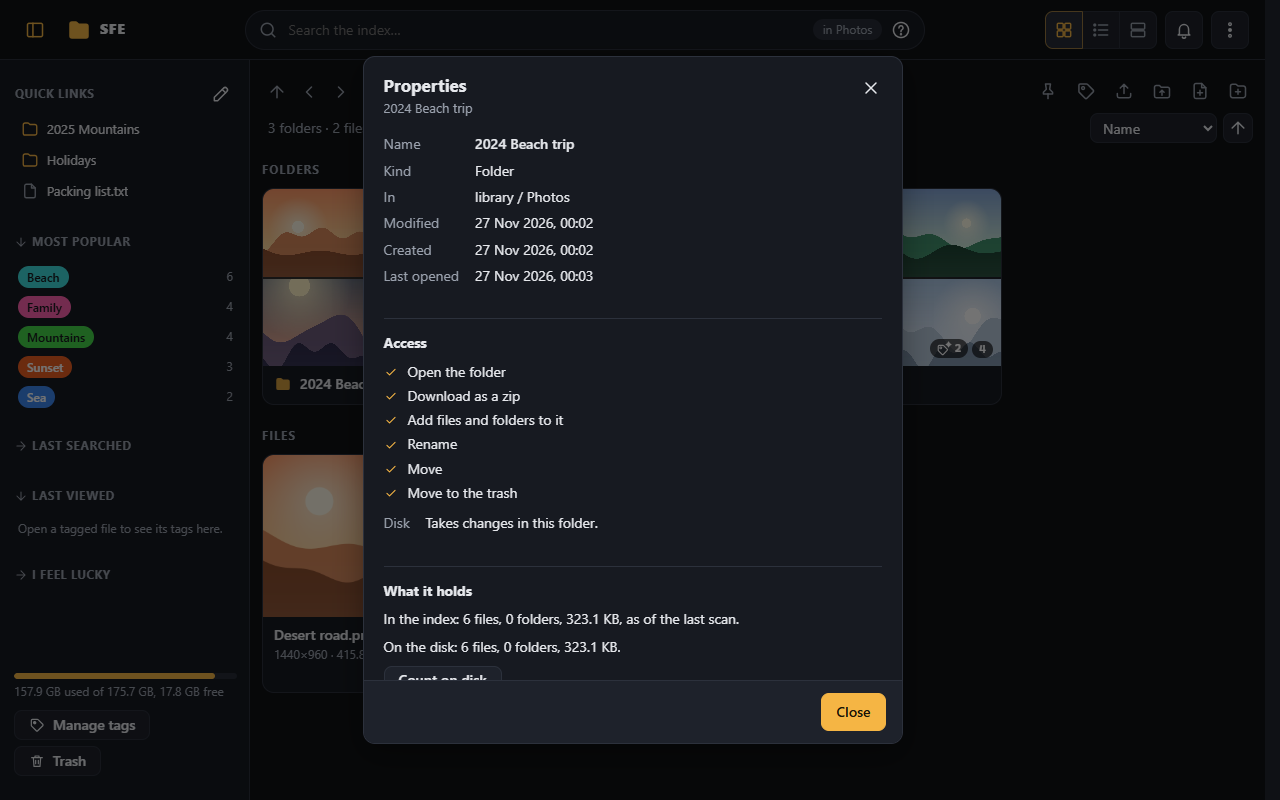 SFE
Search the index...
in Photos
QUICK LINKS
2025 Mountains
Holidays
Packing list.txt
MOST POPULAR
Beach 6
Family 4
Mountains 4
Sunset 3
Sea 2
LAST SEARCHED
LAST VIEWED
Open a tagged file to see its tags here.
I FEEL LUCKY
157.9 GB used of 175.7 GB, 17.8 GB free
Manage tags
Trash
3 folders · 2 file
Name
FOLDERS
2 4
2024 Beac
FILES
Desert road.pr
1440×960 · 415.8
Properties
2024 Beach trip
Name 2024 Beach trip
Kind Folder
In library / Photos
Modified 27 Nov 2026, 00:02
Created 27 Nov 2026, 00:02
Last opened 27 Nov 2026, 00:03
Access
Open the folder
Download as a zip
Add files and folders to it
Rename
Move
Move to the trash
Disk Takes changes in this folder.
What it holds
In the index: 6 files, 0 folders, 323.1 KB, as of the last scan.
On the disk: 6 files, 0 folders, 323.1 KB.
Count on disk
Close